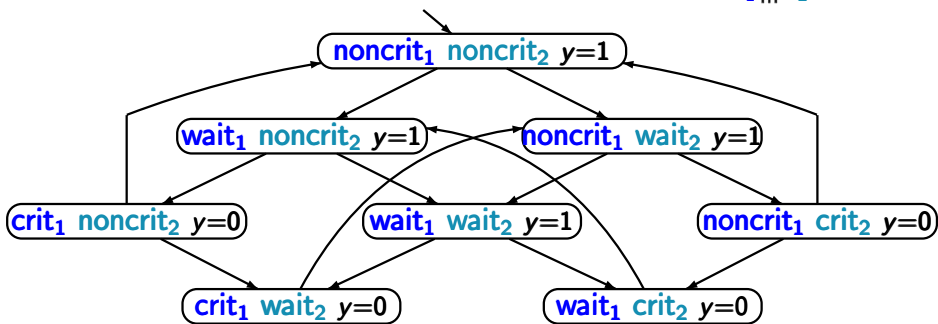 noncrit₁ noncrit₂ y=1
wait₁ noncrit₂ y=1
noncrit₁ wait₂ y=1
crit₁ noncrit₂ y=0
wait₁ wait₂ y=1
noncrit₁ crit₂ y=0
crit₁ wait₂ y=0
wait₁ crit₂ y=0